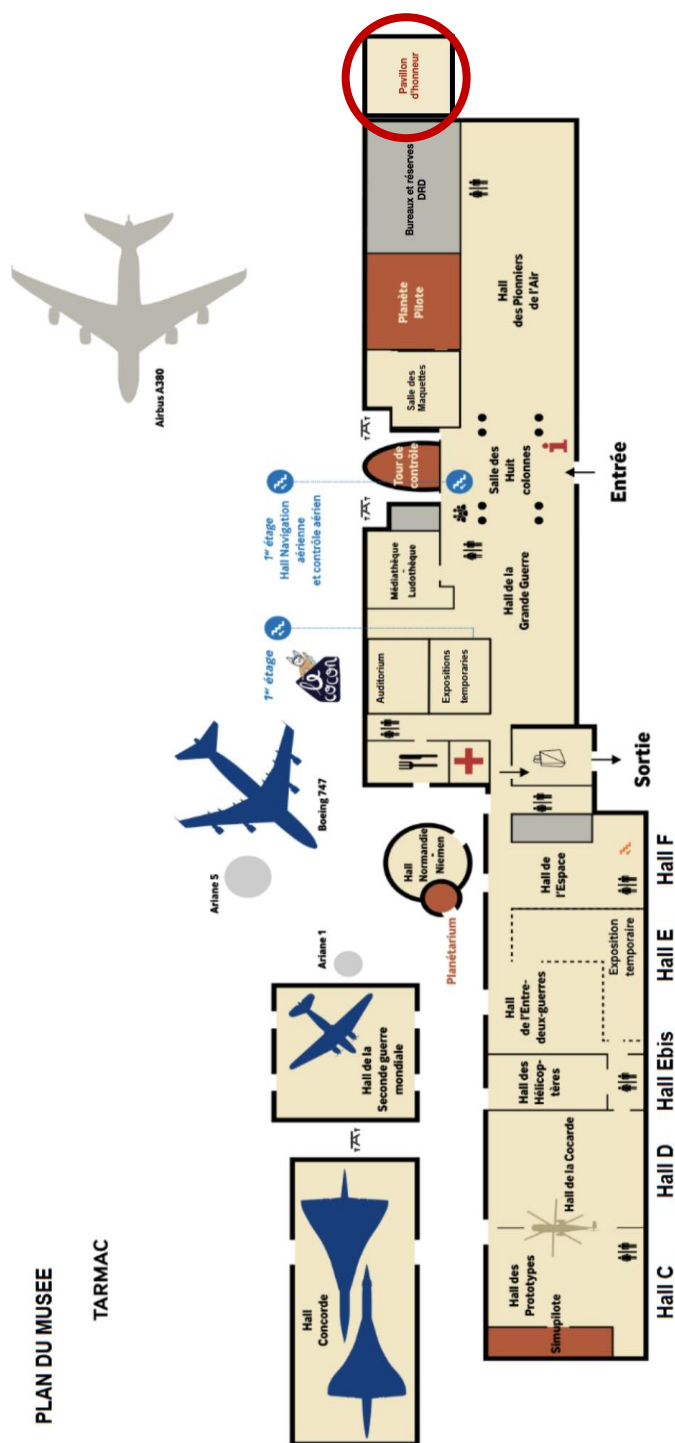 PLAN DU MUSEE
TARMAC
Airbus A380
Boeing 747
Ariane 5
Ariane 1
1er étage
Hall Navigation
aérienne
et contrôle aérien
1er étage
le
cocon
Pavillon
d'honneur
Bureaux et réserves
DRD
Planète
Pilote
Salle des
Maquettes
Tour de
contrôle
Hall
des Pionniers
de l'Air
Salle des
Huit
colonnes
i
Entrée
Médiathèque
-
Ludothèque
Hall de la
Grande Guerre
Auditorium
Expositions
temporaries
Sortie
Hall
Normandie
-
Niemen
Planétarium
Hall de la
Seconde guerre
mondiale
Hall
Concorde
Hall de
l'Espace
Hall
de l'Entre-
deux-guerres
Exposition
temporaire
Hall des
Hélicop-
tères
Hall de la Cocarde
Hall des
Prototypes
Simupilote
Hall C
Hall D
Hall Ebis
Hall E
Hall F